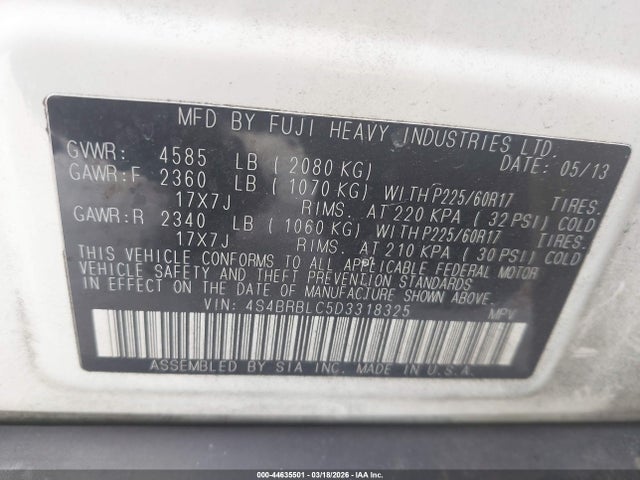 MFD BY FUJI HEAVY INDUSTRIES LTD.
GVWR: 4585 LB ( 2080 KG) DATE: 05/13
GAWR:F 2360 LB ( 1070 KG) WITH P225/60R17 TIRES.
17X7J RIMS. AT 220 KPA ( 32 PSI) COLD
GAWR:R 2340 LB ( 1060 KG) WITH P225/60R17 TIRES.
17X7J RIMS. AT 210 KPA ( 30 PSI) COLD
THIS VEHICLE CONFORMS TO ALL APPLICABLE FEDERAL MOTOR
VEHICLE SAFETY AND THEFT PREVENTION STANDARDS
IN EFFECT ON THE DATE OF MANUFACTURE SHOWN ABOVE.
VIN: 4S4BRBLC5D3318325 MPV
ASSEMBLED BY SIA INC. MADE IN U.S.A.
000-44635501 - 03/18/2026 - IAAI, Inc.